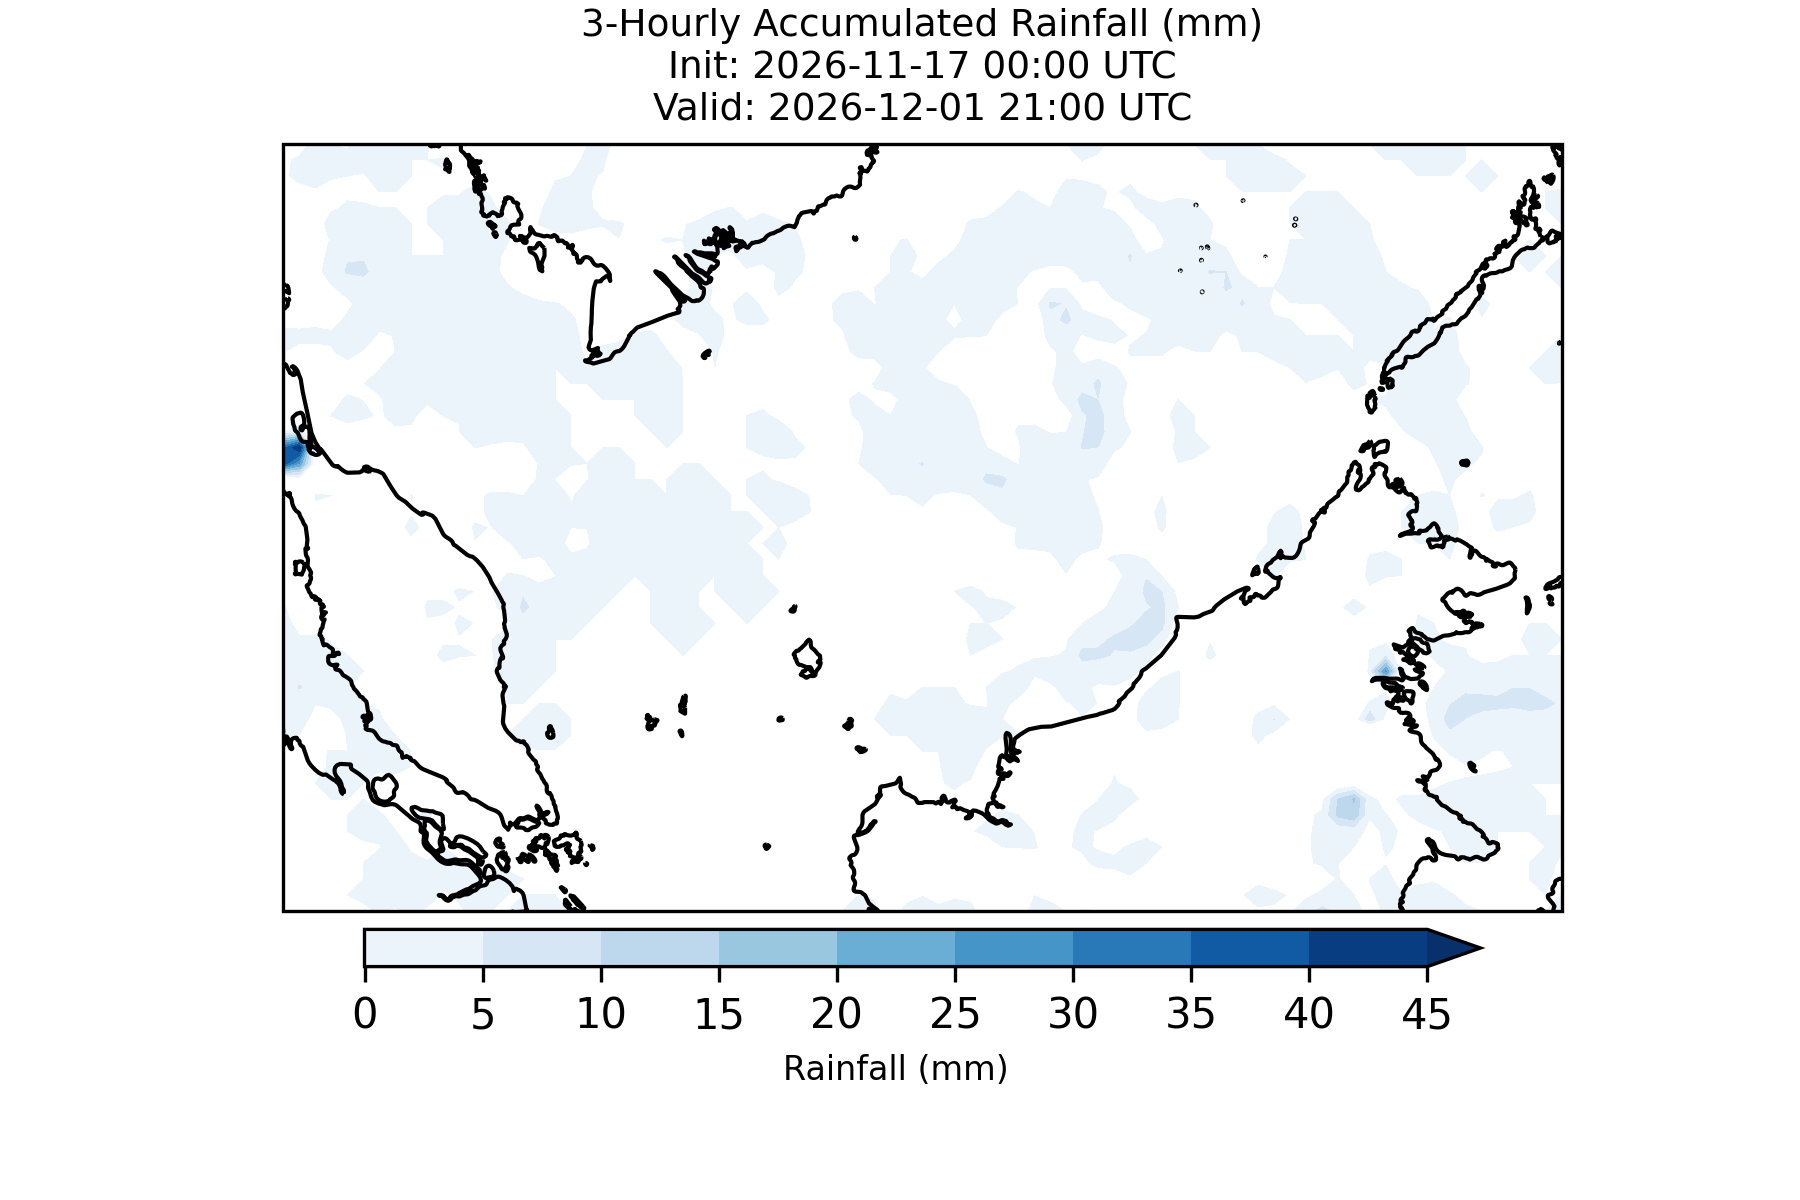 3-Hourly Accumulated Rainfall (mm)
Init: 2026-11-17 00:00 UTC
Valid: 2026-12-01 21:00 UTC
0 5 10 15 20 25 30 35 40 45
Rainfall (mm)